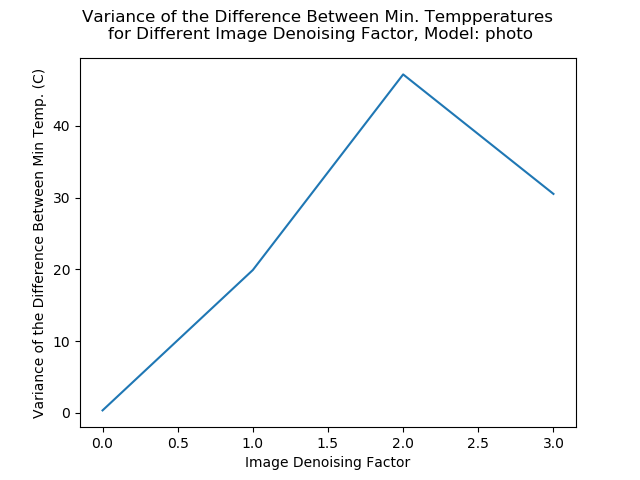 Variance of the Difference Between Min. Tempperatures
for Different Image Denoising Factor, Model: photo
Variance of the Difference Between Min Temp. (C)
40
30
20
10
0
0.0 0.5 1.0 1.5 2.0 2.5 3.0
Image Denoising Factor